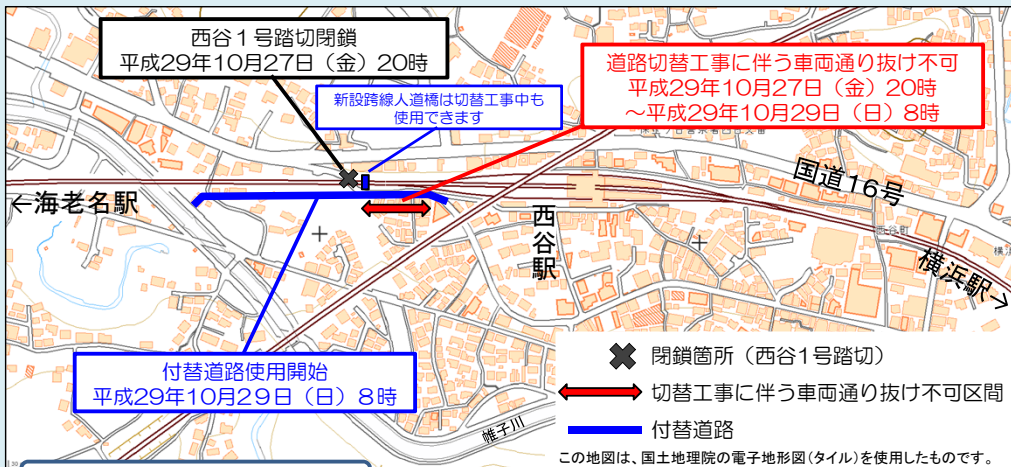 西谷1号踏切閉鎖
平成29年10月27日（金）20時
新設跨線人道橋は切替工事中も
使用できます
道路切替工事に伴う車両通り抜け不可
平成29年10月27日（金）20時
～平成29年10月29日（日）8時
国道16号
←海老名駅
西谷駅
西谷町
横浜駅→
付替道路使用開始
平成29年10月29日（日）8時
帷子川
閉鎖箇所（西谷1号踏切）
切替工事に伴う車両通り抜け不可区間
付替道路
この地図は、国土地理院の電子地形図(タイル)を使用したものです。